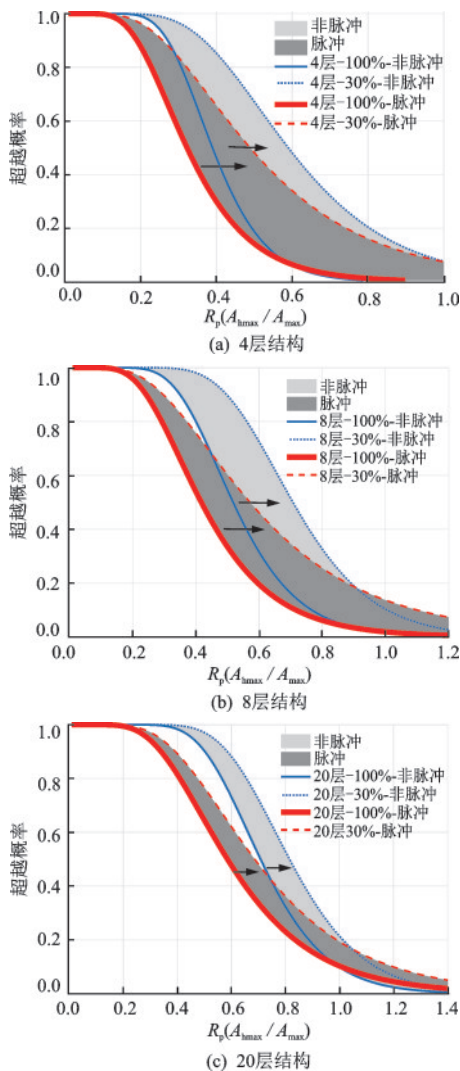 1.0
0.8
0.6
0.4
0.2
0.0
超越概率
非脉冲
脉冲
4层-100%-非脉冲
4层-30%-非脉冲
4层-100%-脉冲
4层-30%-脉冲
0.0 0.2 0.4 0.6 0.8 1.0
Rp(Ahmax / Amax)
(a) 4层结构
1.0
0.8
0.6
0.4
0.2
0.0
超越概率
非脉冲
脉冲
8层-100%-非脉冲
8层-30%-非脉冲
8层-100%-脉冲
8层-30%-脉冲
0.0 0.2 0.4 0.6 0.8 1.0 1.2
Rp(Ahmax / Amax)
(b) 8层结构
1.0
0.8
0.6
0.4
0.2
0.0
超越概率
非脉冲
脉冲
20层-100%-非脉冲
20层-30%-非脉冲
20层-100%-脉冲
20层30%-脉冲
0.0 0.2 0.4 0.6 0.8 1.0 1.2 1.4
Rp(Ahmax / Amax)
(c) 20层结构